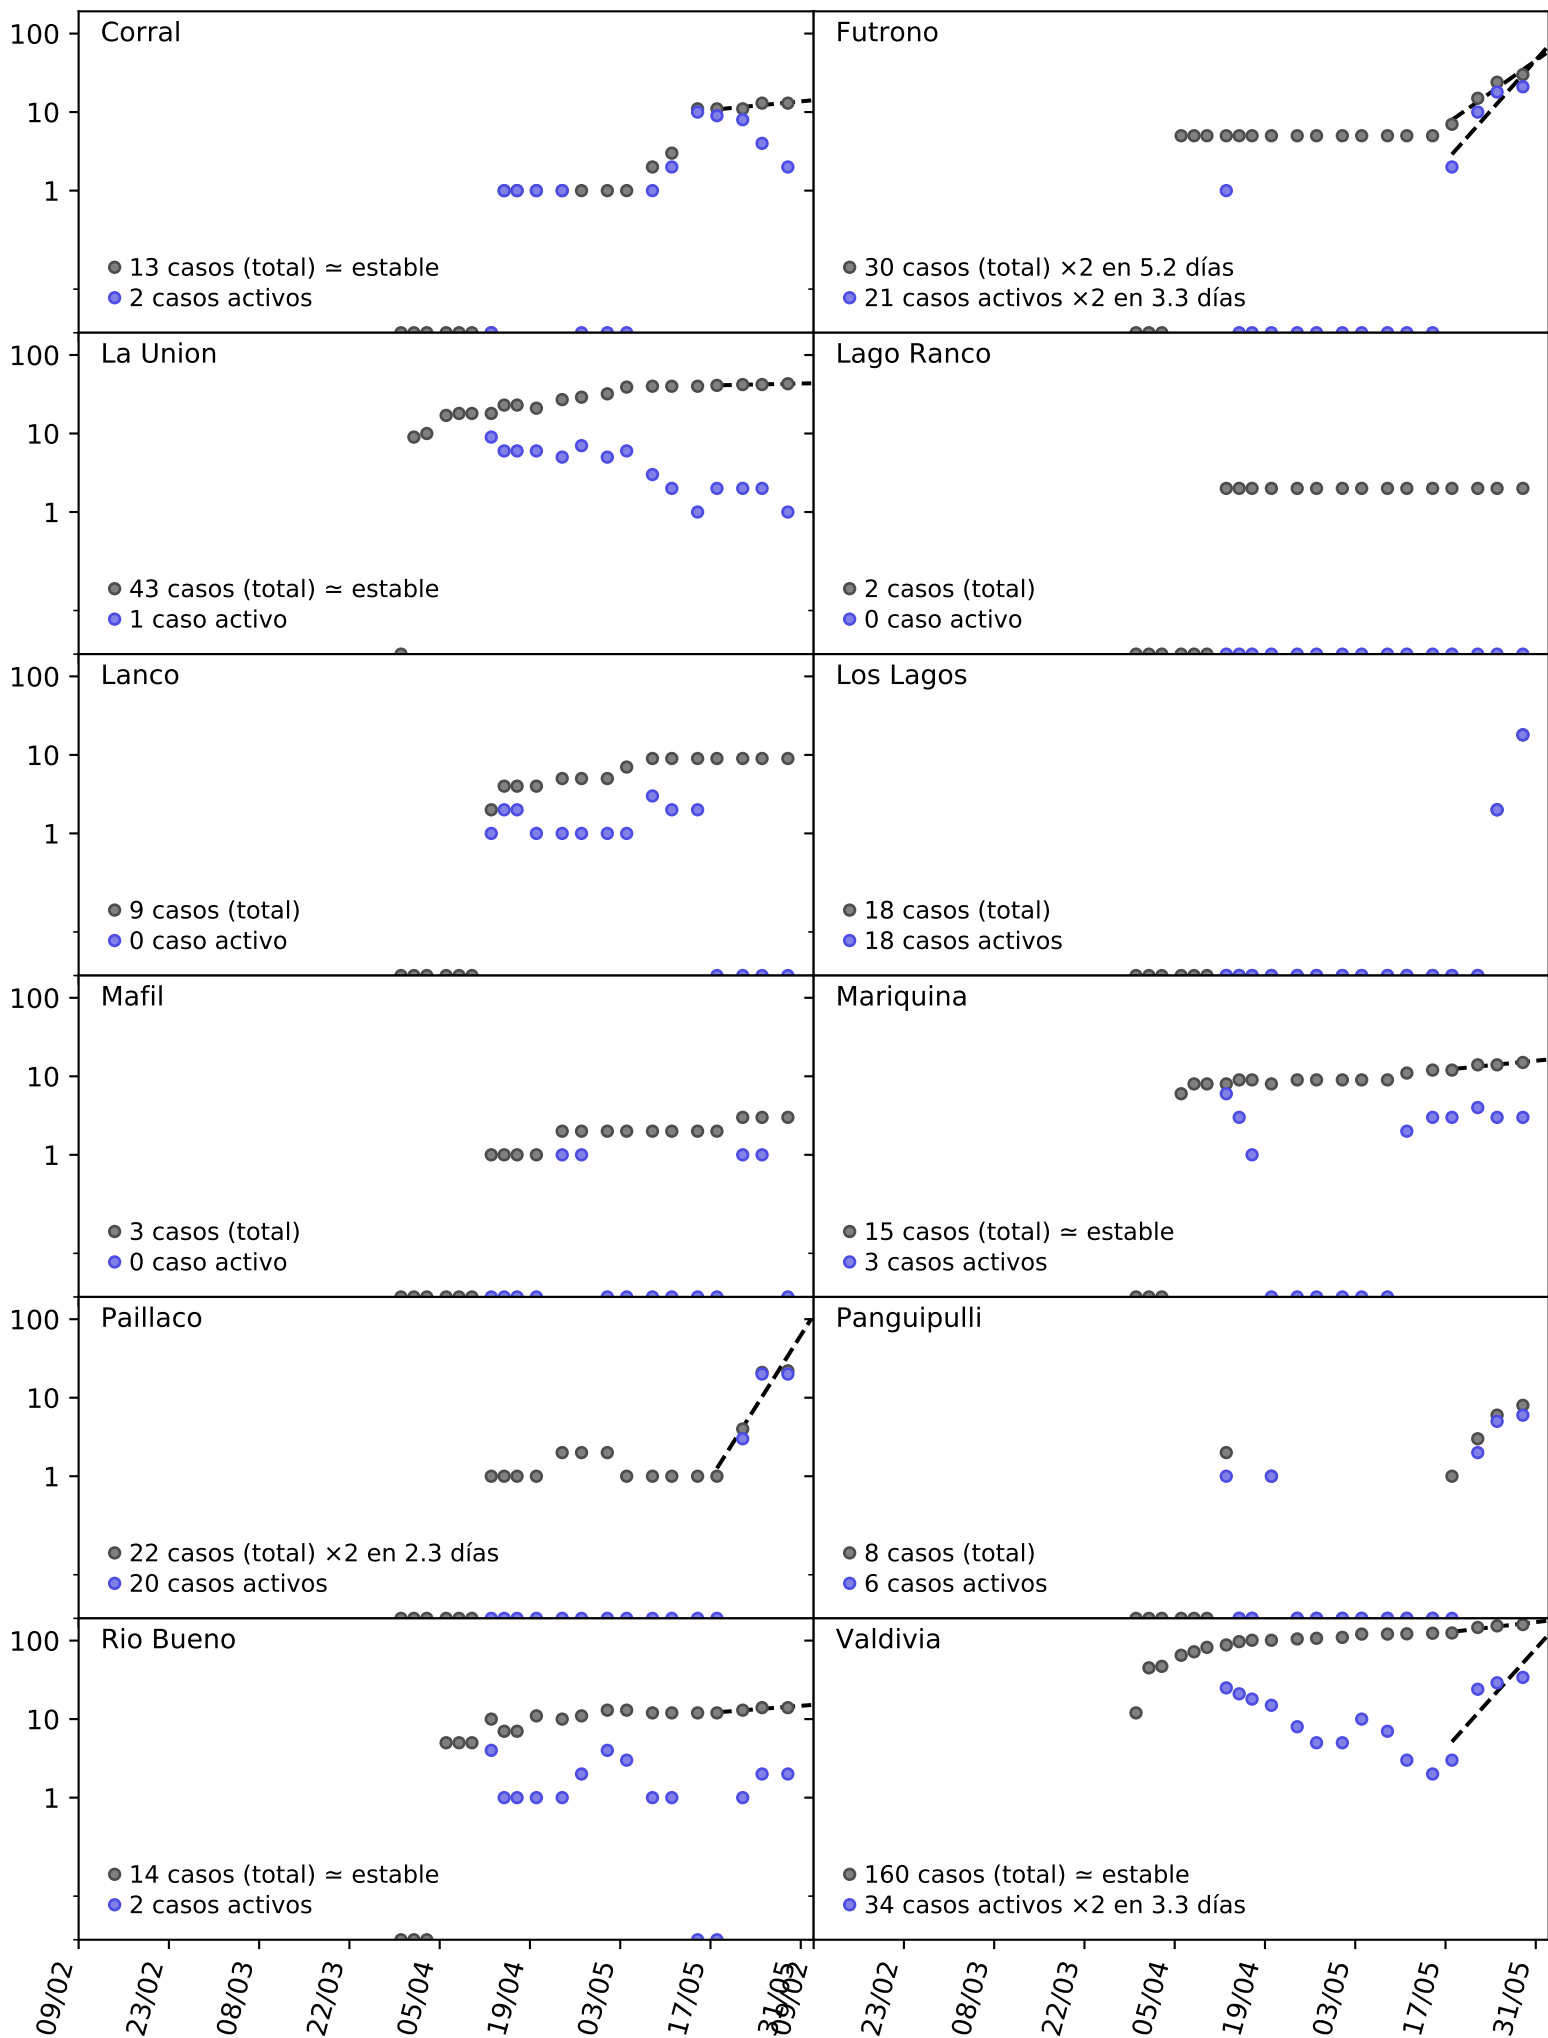 Corral
Futrono
100
10
1
13 casos (total) ≃ estable
2 casos activos
30 casos (total) ×2 en 5.2 días
21 casos activos ×2 en 3.3 días
La Union
Lago Ranco
100
10
1
43 casos (total) ≃ estable
1 caso activo
2 casos (total)
0 caso activo
Lanco
Los Lagos
100
10
1
9 casos (total)
0 caso activo
18 casos (total)
18 casos activos
Mafil
Mariquina
100
10
1
3 casos (total)
0 caso activo
15 casos (total) ≃ estable
3 casos activos
Paillaco
Panguipulli
100
10
1
22 casos (total) ×2 en 2.3 días
20 casos activos
8 casos (total)
6 casos activos
Rio Bueno
Valdivia
100
10
1
14 casos (total) ≃ estable
2 casos activos
160 casos (total) ≃ estable
34 casos activos ×2 en 3.3 días
09/02
23/02
08/03
22/03
05/04
19/04
03/05
17/05
31/05
09/02
23/02
08/03
22/03
05/04
19/04
03/05
17/05
31/05